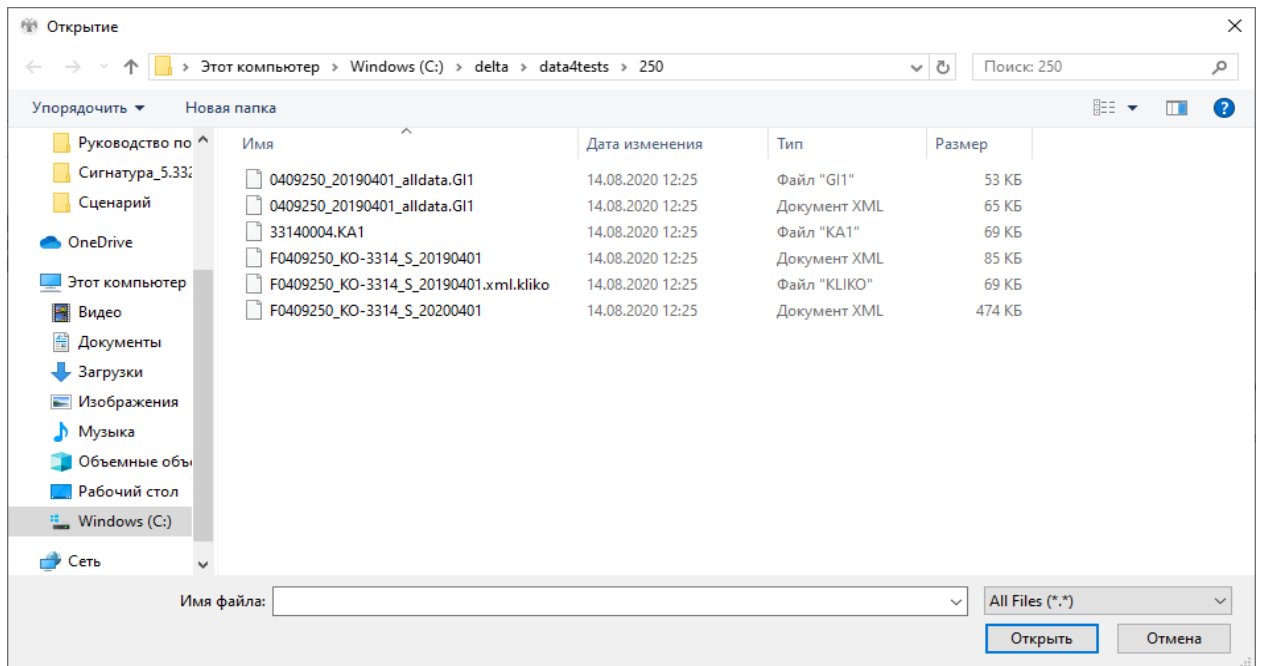 Открытие
Этот компьютер > Windows (C:) > delta > data4tests > 250
Поиск: 250
Упорядочить
Новая папка
Руководство по
Сигнатура_5.332
Сценарий
OneDrive
Этот компьютер
Видео
Документы
Загрузки
Изображения
Музыка
Объемные объ
Рабочий стол
Windows (C:)
Сеть
Имя Дата изменения Тип Размер
0409250_20190401_alldata.GI1 14.08.2020 12:25 Файл "GI1" 53 КБ
0409250_20190401_alldata.GI1 14.08.2020 12:25 Документ XML 65 КБ
33140004.KA1 14.08.2020 12:25 Файл "KA1" 69 КБ
F0409250_KO-3314_S_20190401 14.08.2020 12:25 Документ XML 85 КБ
F0409250_KO-3314_S_20190401.xml.kliko 14.08.2020 12:25 Файл "KLIKO" 69 КБ
F0409250_KO-3314_S_20200401 14.08.2020 12:25 Документ XML 474 КБ
Имя файла:
All Files (*.*)
Открыть
Отмена